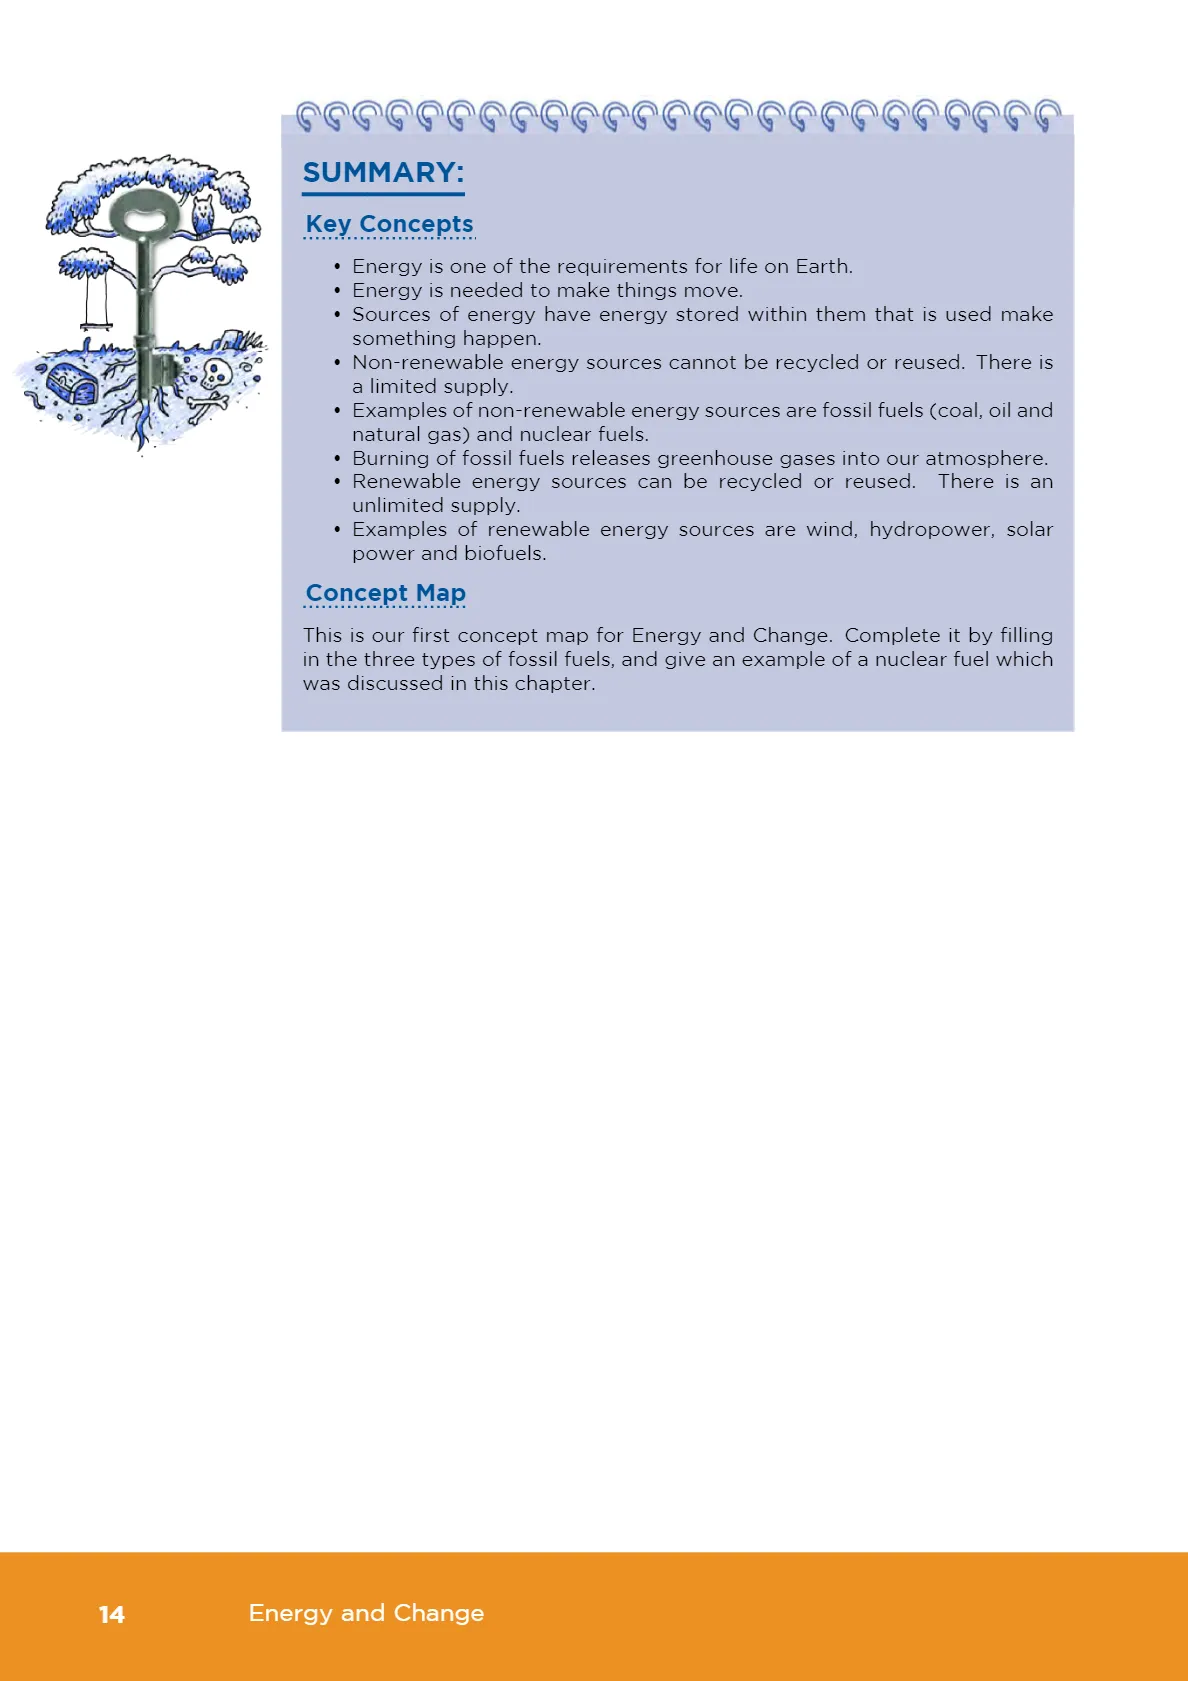 SUMMARY:
Key Concepts
• Energy is one of the requirements for life on Earth.
• Energy is needed to make things move.
• Sources of energy have energy stored within them that is used make
something happen.
• Non-renewable energy sources cannot be recycled or reused. There is
a limited supply.
• Examples of non-renewable energy sources are fossil fuels (coal, oil and
natural gas) and nuclear fuels.
• Burning of fossil fuels releases greenhouse gases into our atmosphere.
• Renewable energy sources can be recycled or reused. There is an
unlimited supply.
• Examples of renewable energy sources are wind, hydropower, solar
power and biofuels.
Concept Map
This is our first concept map for Energy and Change. Complete it by filling
in the three types of fossil fuels, and give an example of a nuclear fuel which
was discussed in this chapter.
14 Energy and Change